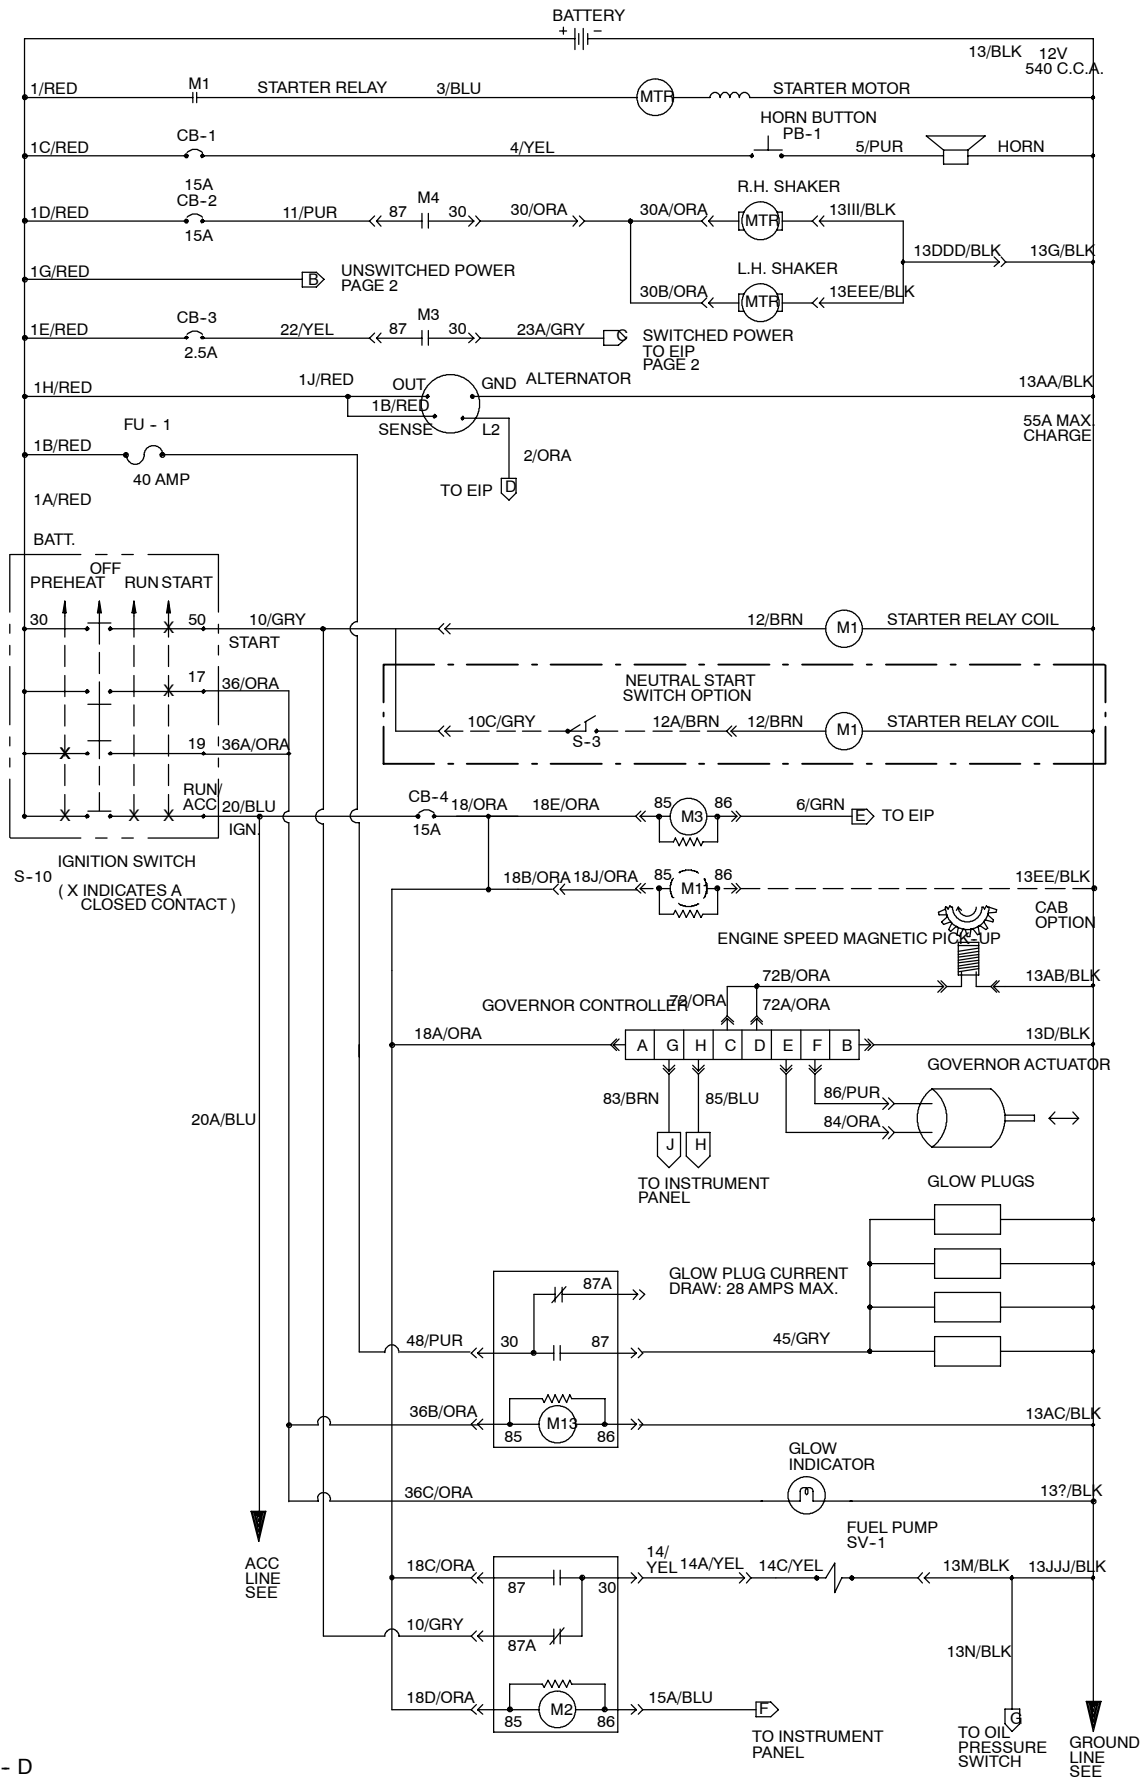 BATTERY
+ −
13/BLK 12V
540 C.C.A.
1/RED M1 STARTER RELAY 3/BLU MTR STARTER MOTOR
HORN BUTTON
PB-1
CB-1
1C/RED 4/YEL 5/PUR HORN
15A
CB-2
1D/RED 11/PUR 87 M4 30 30/ORA 30A/ORA R.H. SHAKER MTR 13III/BLK
15A
13DDD/BLK 13G/BLK
1G/RED B UNSWITCHED POWER
PAGE 2
L.H. SHAKER
30B/ORA MTR 13EEE/BLK
CB-3
1E/RED 22/YEL 87 M3 30 23A/GRY C SWITCHED POWER
TO EIP
PAGE 2
2.5A
1H/RED 1J/RED OUT GND ALTERNATOR 13AA/BLK
1B/RED
SENSE L2
55A MAX.
CHARGE
FU - 1
1B/RED
40 AMP
2/ORA
TO EIP D
1A/RED
BATT.
OFF
PREHEAT RUN START
30 50 10/GRY 12/BRN M1 STARTER RELAY COIL
START
NEUTRAL START
SWITCH OPTION
17 36/ORA
10C/GRY S-3 12A/BRN 12/BRN M1 STARTER RELAY COIL
19 36A/ORA
RUN/
ACC 20/BLU
IGN.
CB-4 18/ORA 18E/ORA 85 M3 86 6/GRN E TO EIP
15A
S-10 IGNITION SWITCH
( X INDICATES A
CLOSED CONTACT )
18B/ORA 18J/ORA 85 M11 86 13EE/BLK
CAB
OPTION
ENGINE SPEED MAGNETIC PICK-UP
72B/ORA 13AB/BLK
GOVERNOR CONTROLLER 72/ORA 72A/ORA
18A/ORA A G H C D E F B 13D/BLK
GOVERNOR ACTUATOR
83/BRN 85/BLU 86/PUR
84/ORA
20A/BLU
J H
TO INSTRUMENT
PANEL
GLOW PLUGS
87A GLOW PLUG CURRENT
DRAW: 28 AMPS MAX.
48/PUR 30 87 45/GRY
36B/ORA 85 M13 86 13AC/BLK
GLOW
INDICATOR
36C/ORA 13?/BLK
FUEL PUMP
SV-1
ACC
LINE
SEE
18C/ORA 87 30 14/
YEL 14A/YEL 14C/YEL 13M/BLK 13JJJ/BLK
10/GRY 87A
13N/BLK
18D/ORA 85 M2 86 15A/BLU F
TO INSTRUMENT
PANEL
G
TO OIL
PRESSURE
SWITCH
GROUND
LINE
SEE
- D